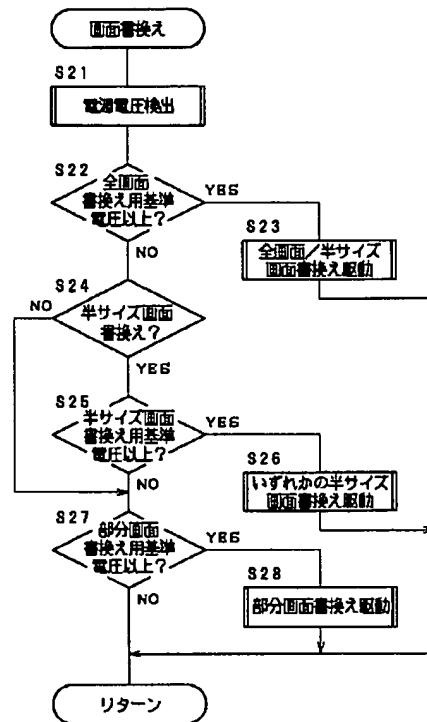 画面書換え
S21
電源電圧検出
S22
全画面
書換え用基準
電圧以上?
YES
NO
S23
全画面/半サイズ
画面書換え駆動
S24
半サイズ画面
書換え?
NO
YES
S25
半サイズ画面
書換え用基準
電圧以上?
YES
NO
S26
いずれかの半サイズ
画面書換え駆動
S27
部分画面
書換え用基準
電圧以上?
YES
NO
S28
部分画面書換え駆動
リターン